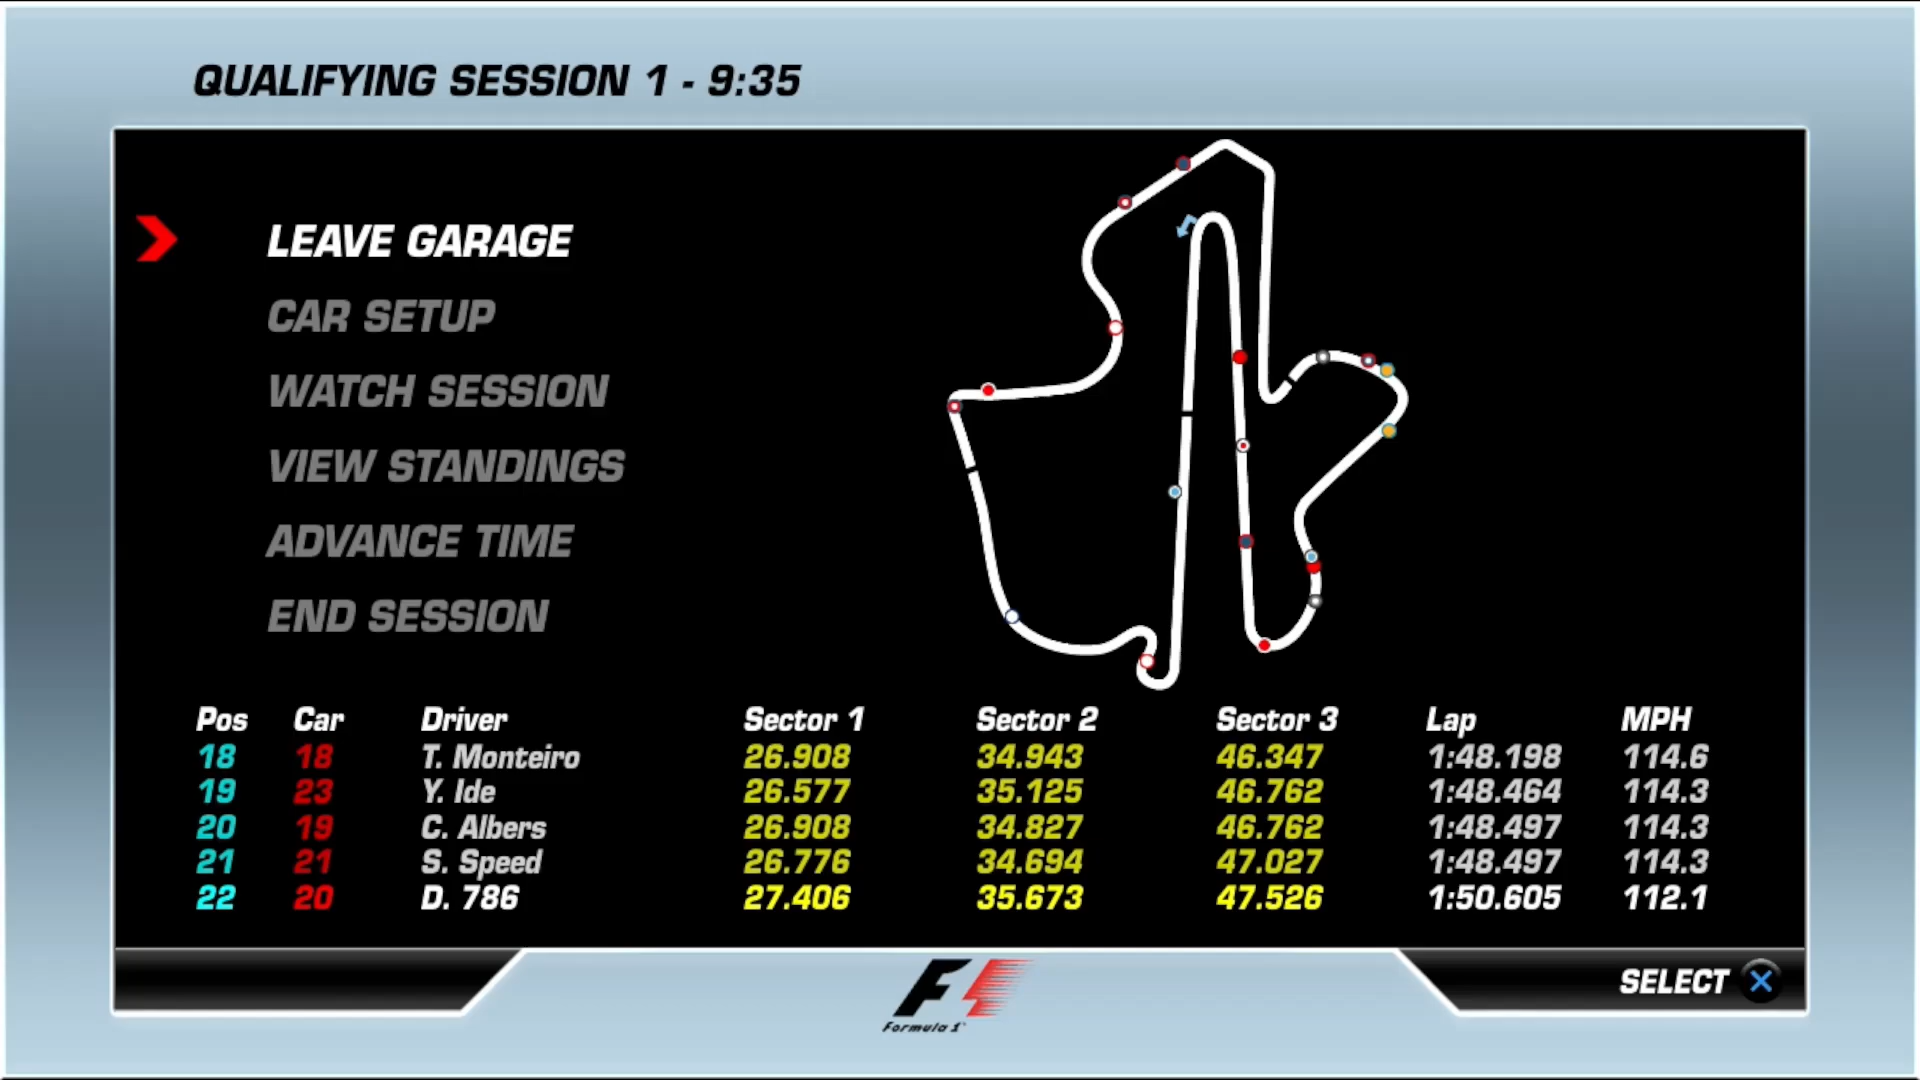 QUALIFYING SESSION 1 - 9:35
LEAVE GARAGE
CAR SETUP
WATCH SESSION
VIEW STANDINGS
ADVANCE TIME
END SESSION
Pos Car Driver Sector 1 Sector 2 Sector 3 Lap MPH
18 18 T. Monteiro 26.908 34.943 46.347 1:48.198 114.6
19 23 Y. Ide 26.577 35.125 46.762 1:48.464 114.3
20 19 C. Albers 26.908 34.827 46.762 1:48.497 114.3
21 21 S. Speed 26.776 34.694 47.027 1:48.497 114.3
22 20 D. 786 27.406 35.673 47.526 1:50.605 112.1
F1
Formula 1
SELECT